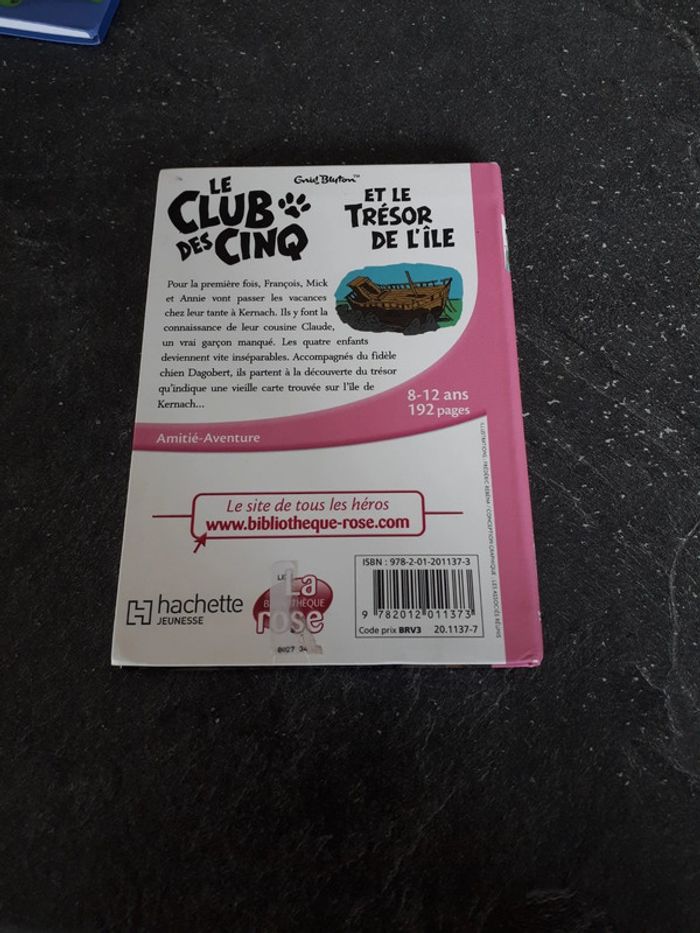 Enid Blyton™
LE
CLUB
DES CINQ
ET LE
TRÉSOR
DE L'ÎLE
Pour la première fois, François, Mick
et Annie vont passer les vacances
chez leur tante à Kernach. Ils y font la
connaissance de leur cousine Claude,
un vrai garçon manqué. Les quatre enfants
deviennent vite inséparables. Accompagnés du fidèle
chien Dagobert, ils partent à la découverte du trésor
qu'indique une vieille carte trouvée sur l'île de
Kernach...
8-12 ans
192 pages
Amitié-Aventure
Le site de tous les héros
www.bibliotheque-rose.com
hachette
JEUNESSE
La
BIBLIOTHÈQUE
rose
ISBN : 978-2-01-201137-3
9 782012 011373
Code prix BRV3 20.1137-7